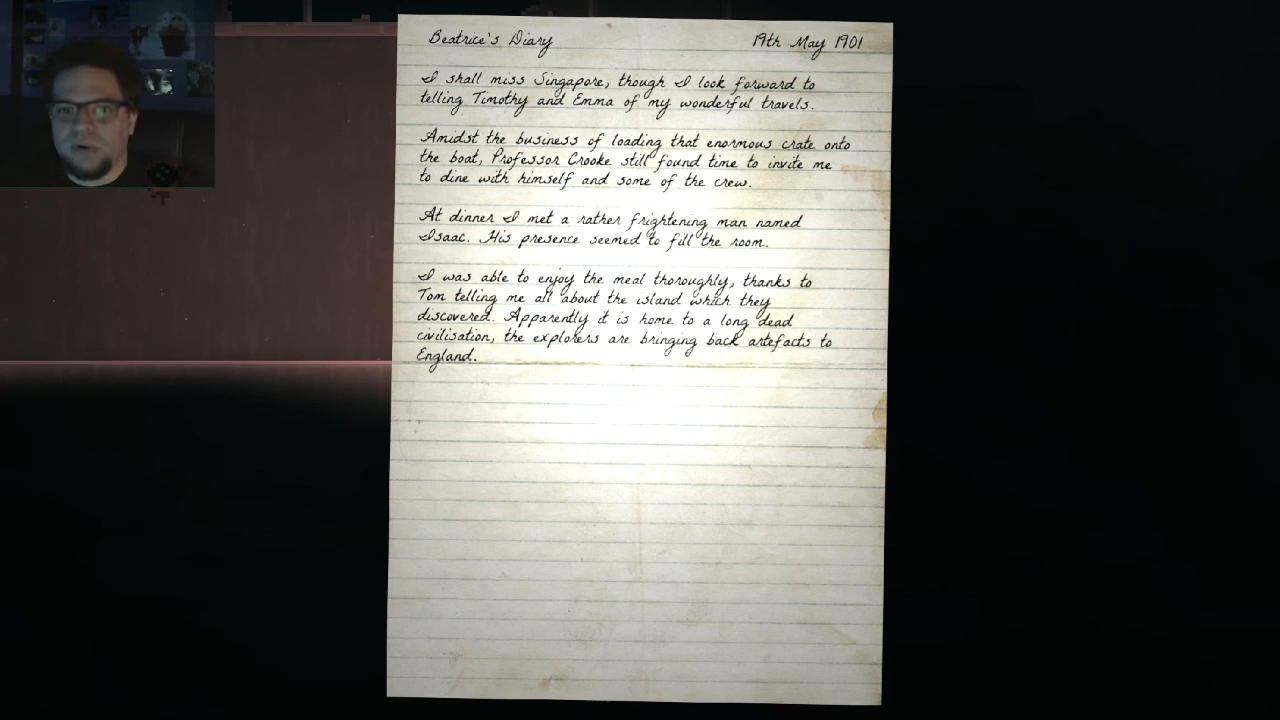 Beatrice's Diary
19th May 1901
I shall miss Singapore, though I look forward to
telling Timothy and Emma of my wonderful travels.
Amidst the business of loading that enormous crate onto
the boat, Professor Crooke still found time to invite me
to dine with himself and some of the crew.
At dinner I met a rather frightening man named
Isaac. His presence seemed to fill the room.
I was able to enjoy the meal thoroughly, thanks to
Tom telling me all about the island which they
discovered. Apparently it is home to a long dead
civilisation, the explorers are bringing back artefacts to
England.